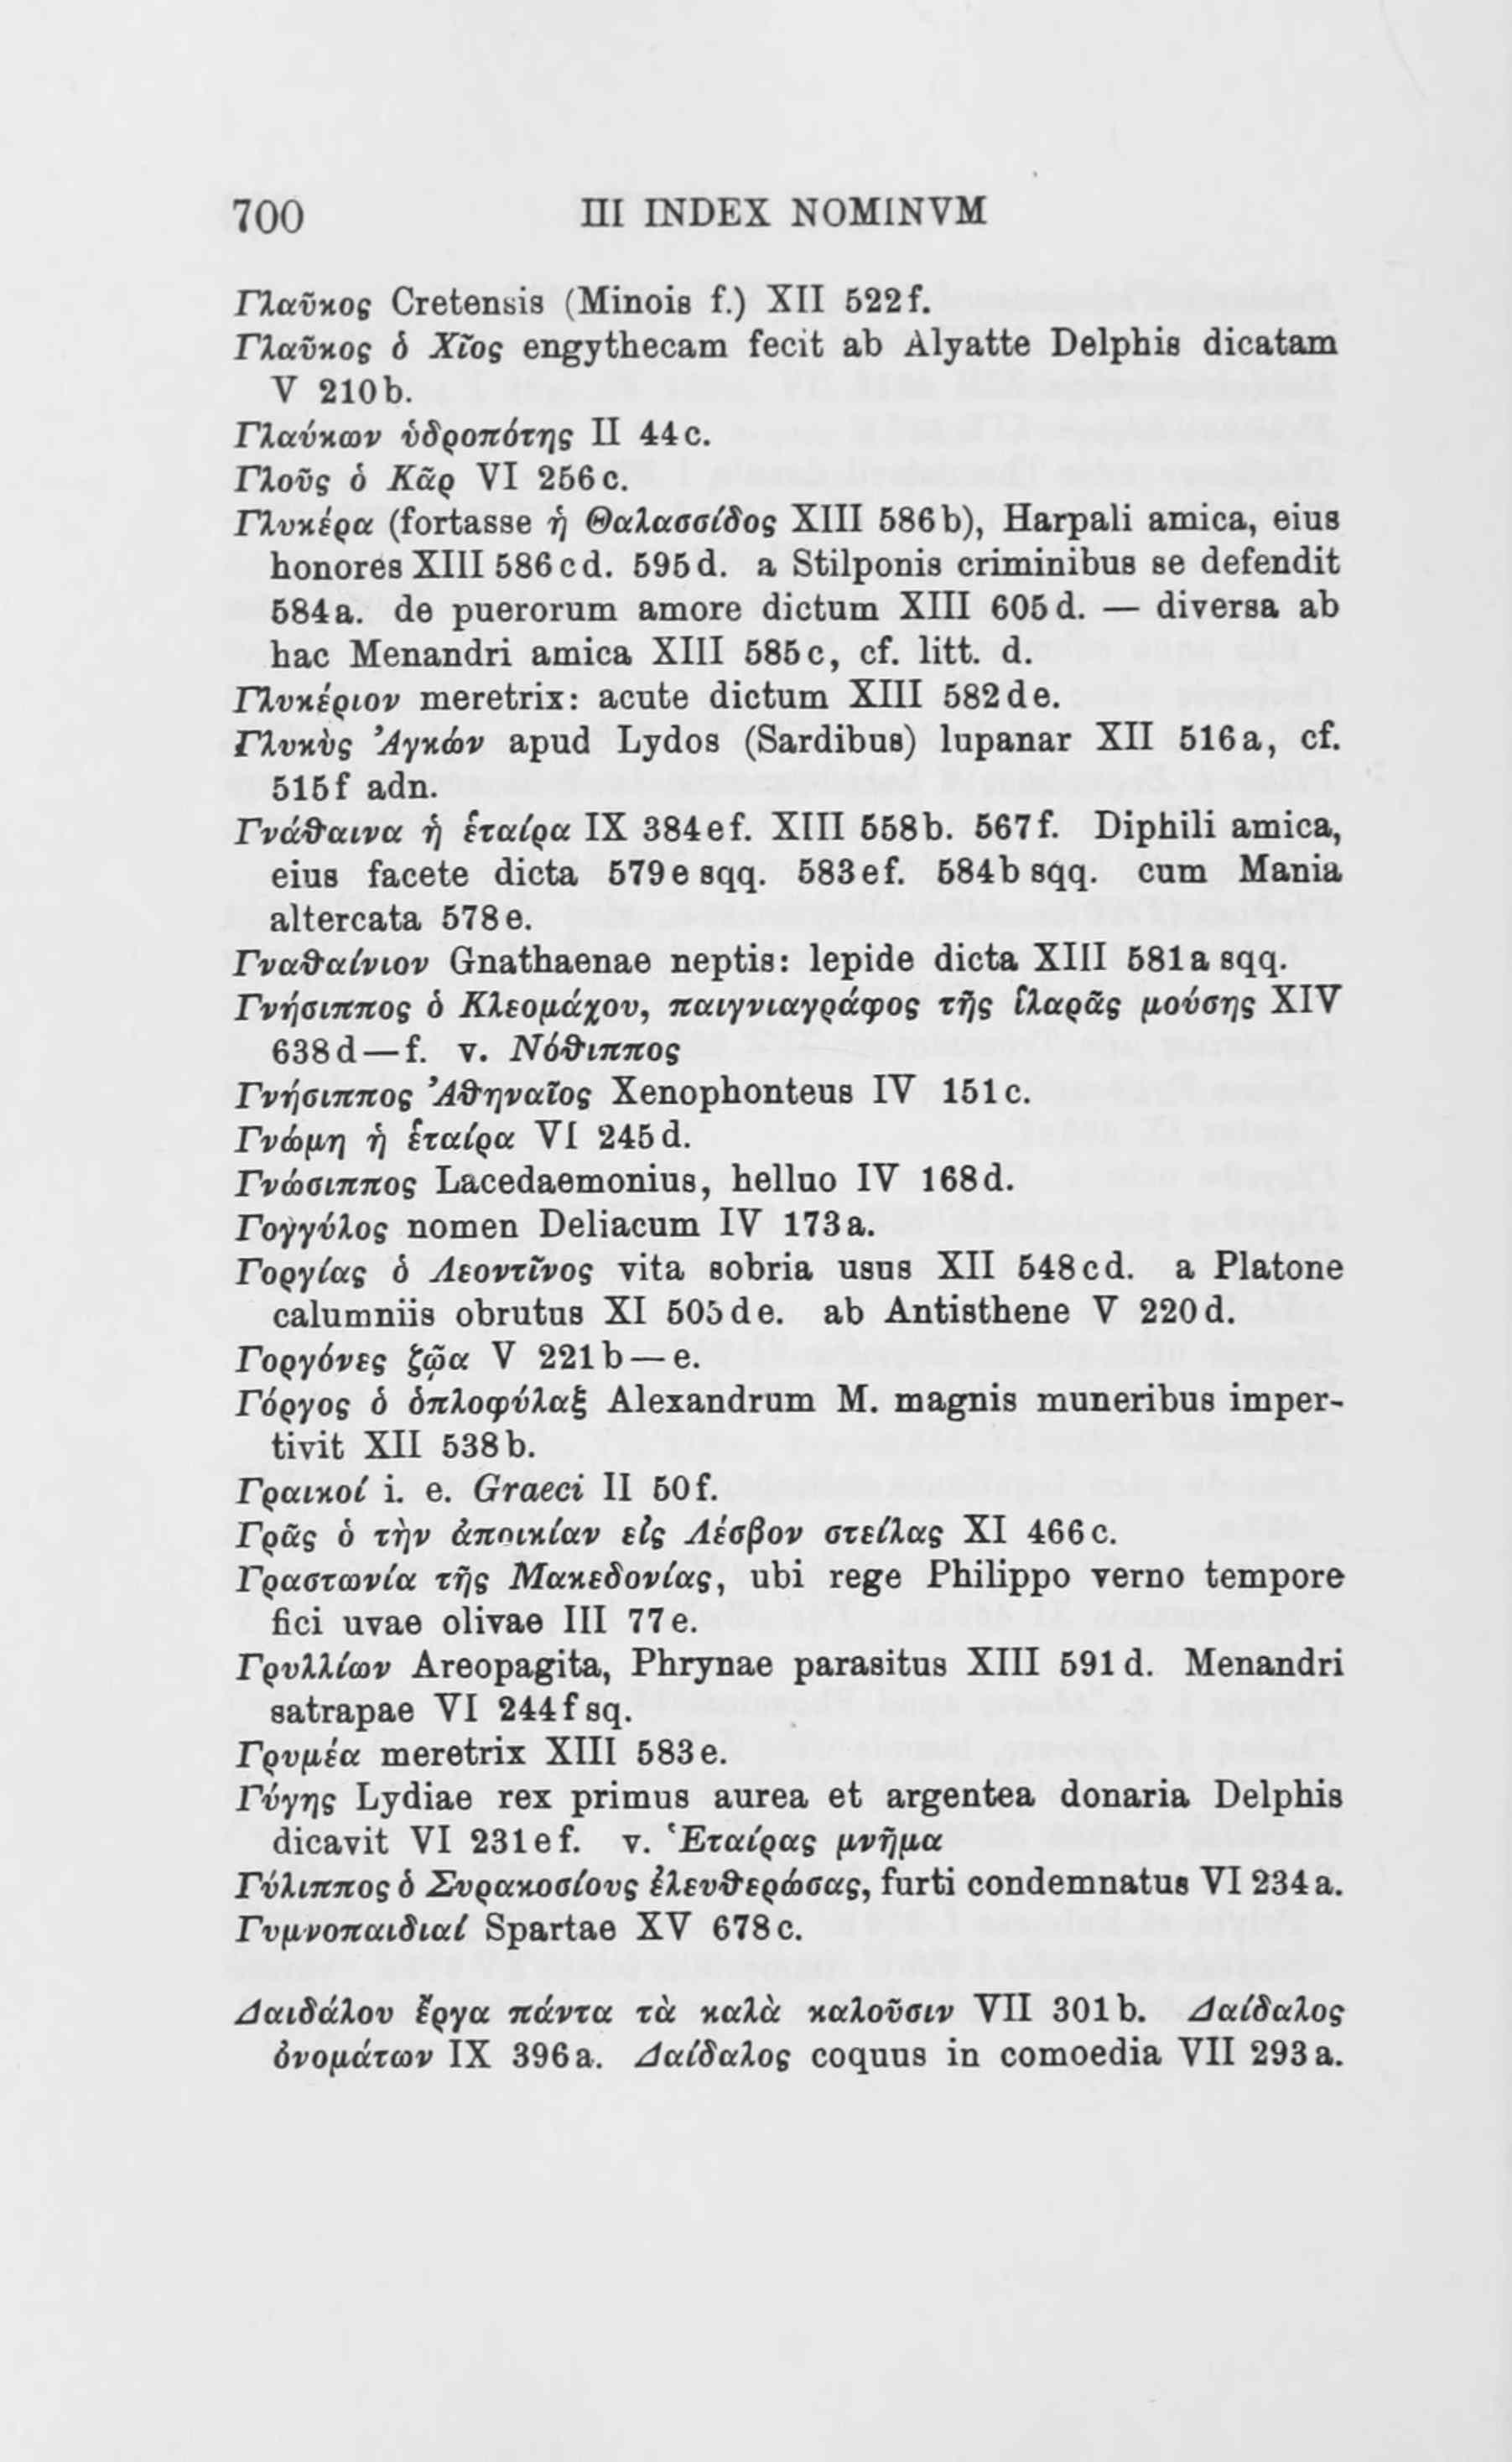 700 III INDEX NOMINVM
Γλαῦκος Cretensis (Minois f.) XII 522f.
Γλαῦκος ὁ Χῖος engythecam fecit ab Alyatte Delphis dicatam
V 210b.
Γλαύκων ὑδροπότης II 44c.
Γλοῦς ὁ Κᾶρ VI 256c.
Γλυκέρα (fortasse ἡ Θαλασσίδος XIII 586b), Harpali amica, eius
honores XIII 586cd. 595d. a Stilponis criminibus se defendit
584a. de puerorum amore dictum XIII 605d. — diversa ab
hac Menandri amica XIII 585c, cf. litt. d.
Γλυκέριον meretrix: acute dictum XIII 582de.
Γλυκὺς Ἀγκών apud Lydos (Sardibus) lupanar XII 516a, cf.
515f adn.
Γνάθαινα ἡ ἑταίρα IX 384ef. XIII 558b. 567f. Diphili amica,
eius facete dicta 579e sqq. 583ef. 584b sqq. cum Mania
altercata 578e.
Γναθαίνιον Gnathaenae neptis: lepide dicta XIII 581a sqq.
Γνήσιππος ὁ Κλεομάχου, παιγνιαγράφος τῆς ἱλαρᾶς μούσης XIV
638d—f. v. Νόθιππος
Γνήσιππος Ἀθηναῖος Xenophonteus IV 151c.
Γνώμη ἡ ἑταίρα VI 245d.
Γνώσιππος Lacedaemonius, helluo IV 168d.
Γογγύλος nomen Deliacum IV 173a.
Γοργίας ὁ Λεοντῖνος vita sobria usus XII 548cd. a Platone
calumniis obrutus XI 505de. ab Antisthene V 220d.
Γοργόνες ζῷα V 221b—e.
Γόργος ὁ ὁπλοφύλαξ Alexandrum M. magnis muneribus imper-
tivit XII 538b.
Γραικοί i. e. Graeci II 50f.
Γρᾶς ὁ τὴν ἀποικίαν εἰς Λέσβον στείλας XI 466c.
Γραστωνία τῆς Μακεδονίας, ubi rege Philippo verno tempore
fici uvae olivae III 77e.
Γρυλλίων Areopagita, Phrynae parasitus XIII 591d. Menandri
satrapae VI 244f sq.
Γρυμέα meretrix XIII 583e.
Γύγης Lydiae rex primus aurea et argentea donaria Delphis
dicavit VI 231ef. v. Ἑταίρας μνῆμα
Γύλιππος ὁ Συρακοσίους ἐλευθερώσας, furti condemnatus VI 234a.
Γυμνοπαιδιαί Spartae XV 678c.
Δαιδάλου ἔργα πάντα τὰ καλὰ καλοῦσιν VII 301b. Δαίδαλος
ὀνομάτων IX 396a. Δαίδαλος coquus in comoedia VII 293a.